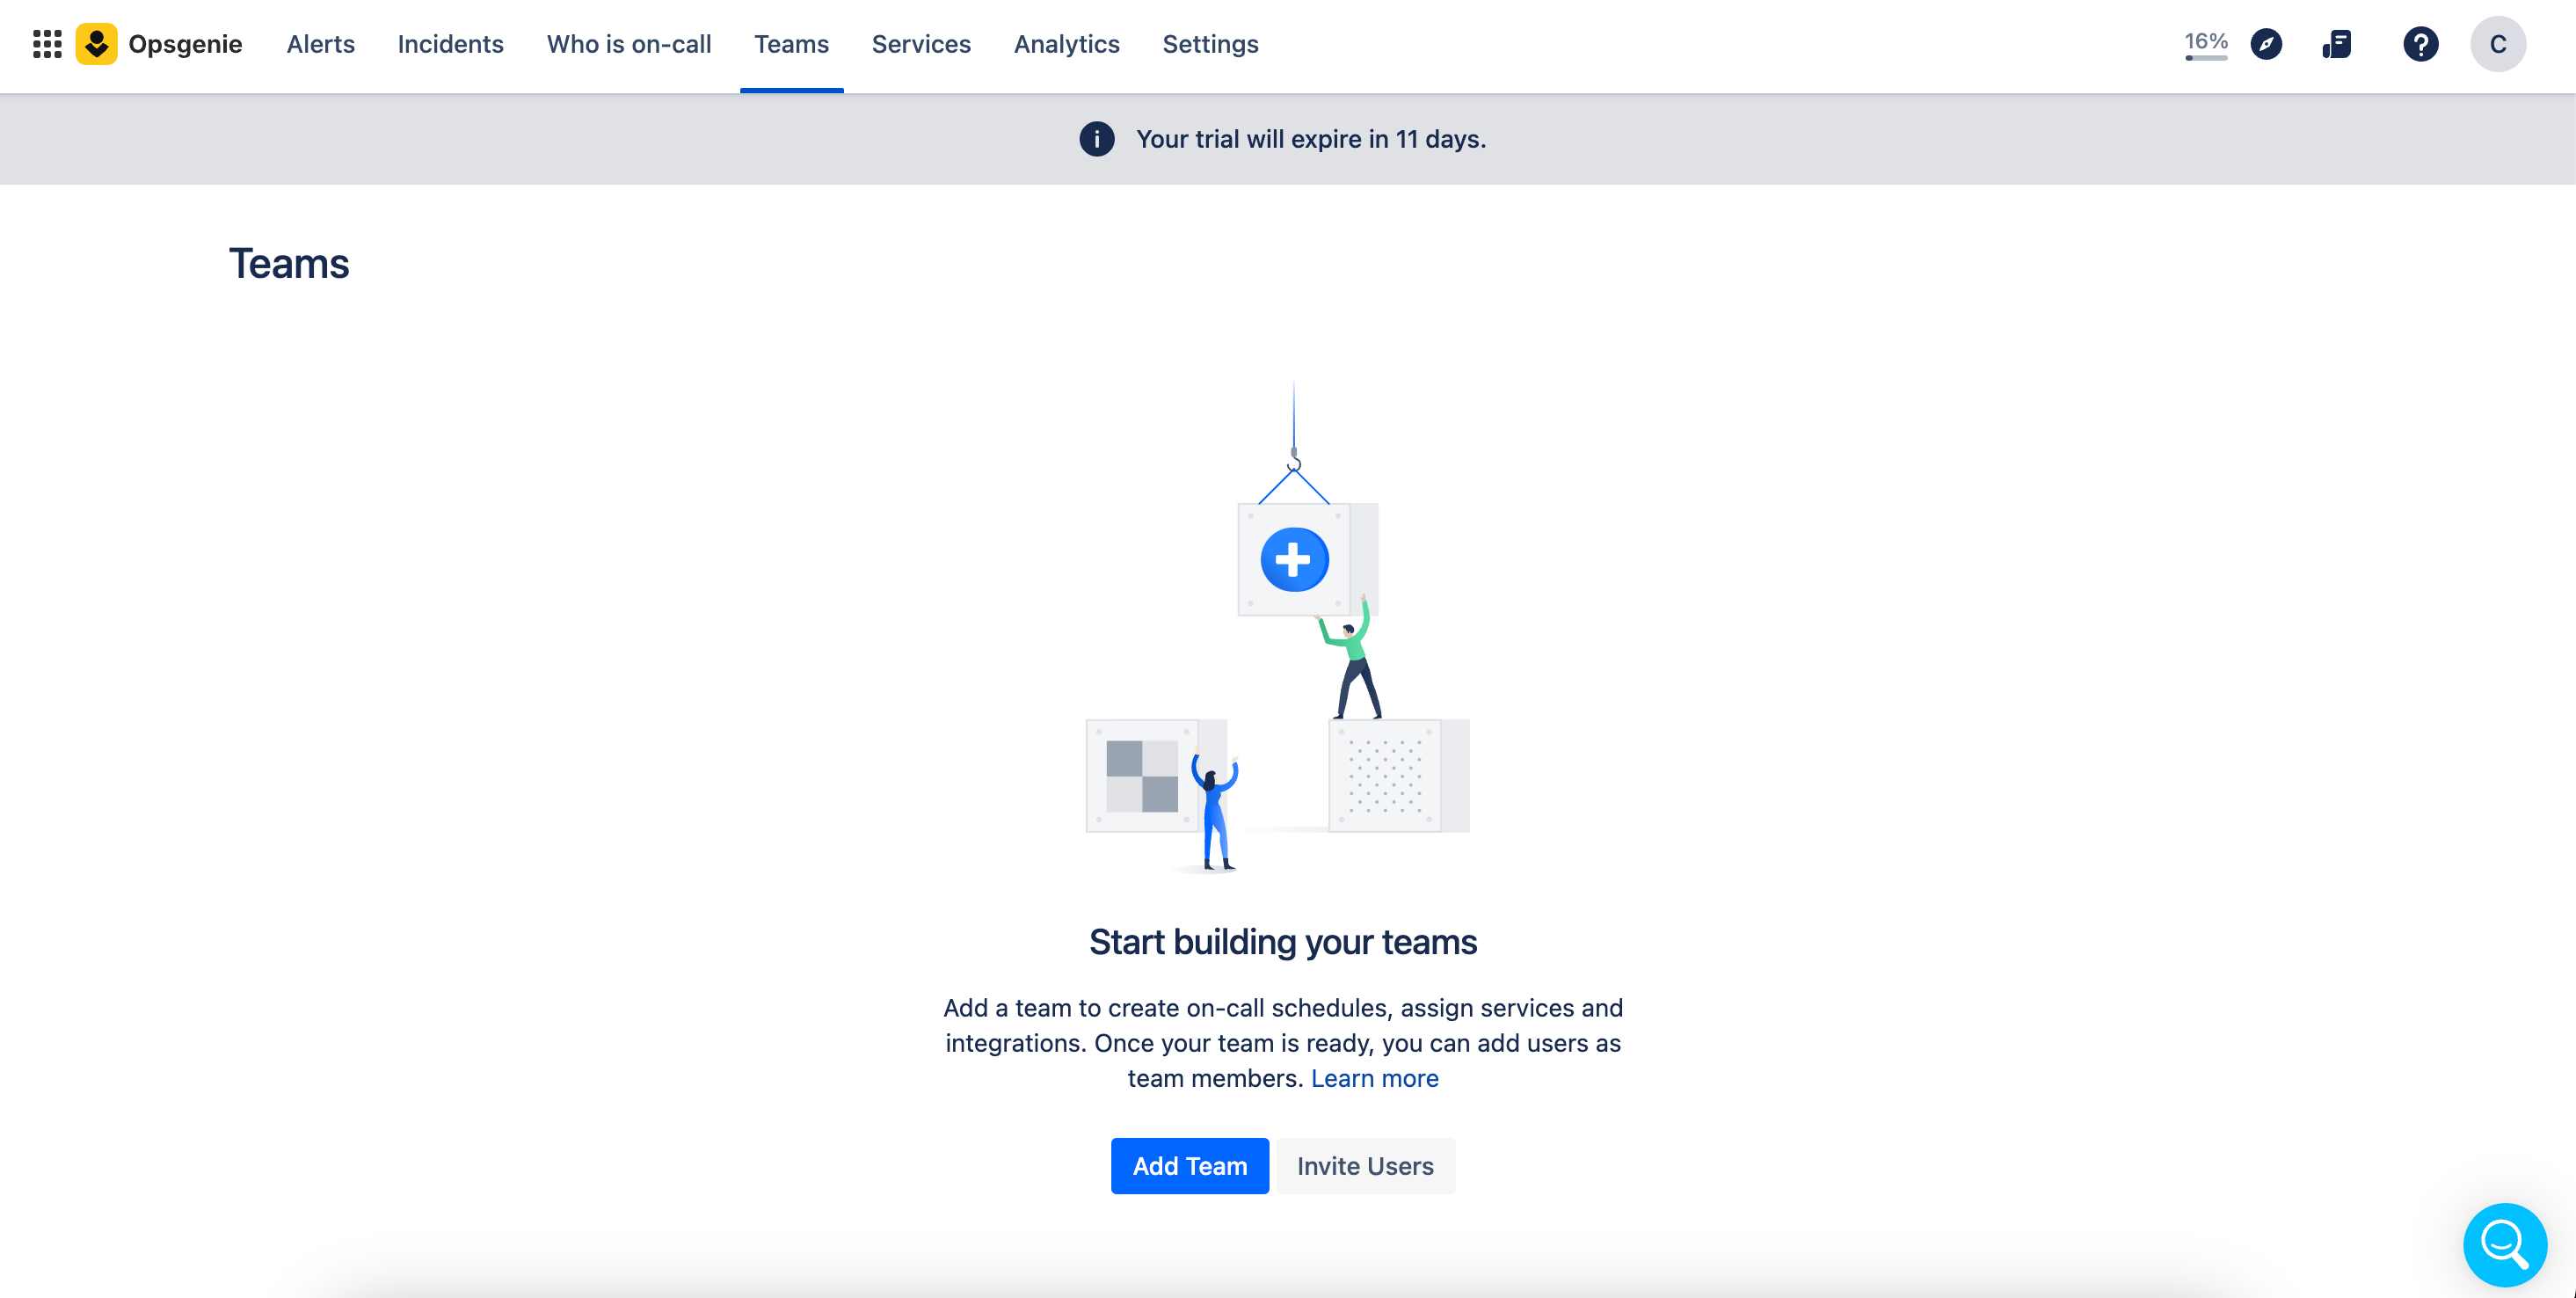 Opsgenie Alerts Incidents Who is on-call Teams Services Analytics Settings 16% C
Your trial will expire in 11 days.
Teams
Start building your teams
Add a team to create on-call schedules, assign services and
integrations. Once your team is ready, you can add users as
team members. Learn more
Add Team Invite Users